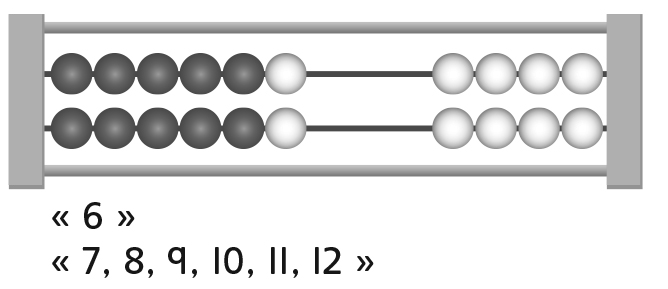 « 6 »
« 7, 8, 9, 10, 11, 12 »